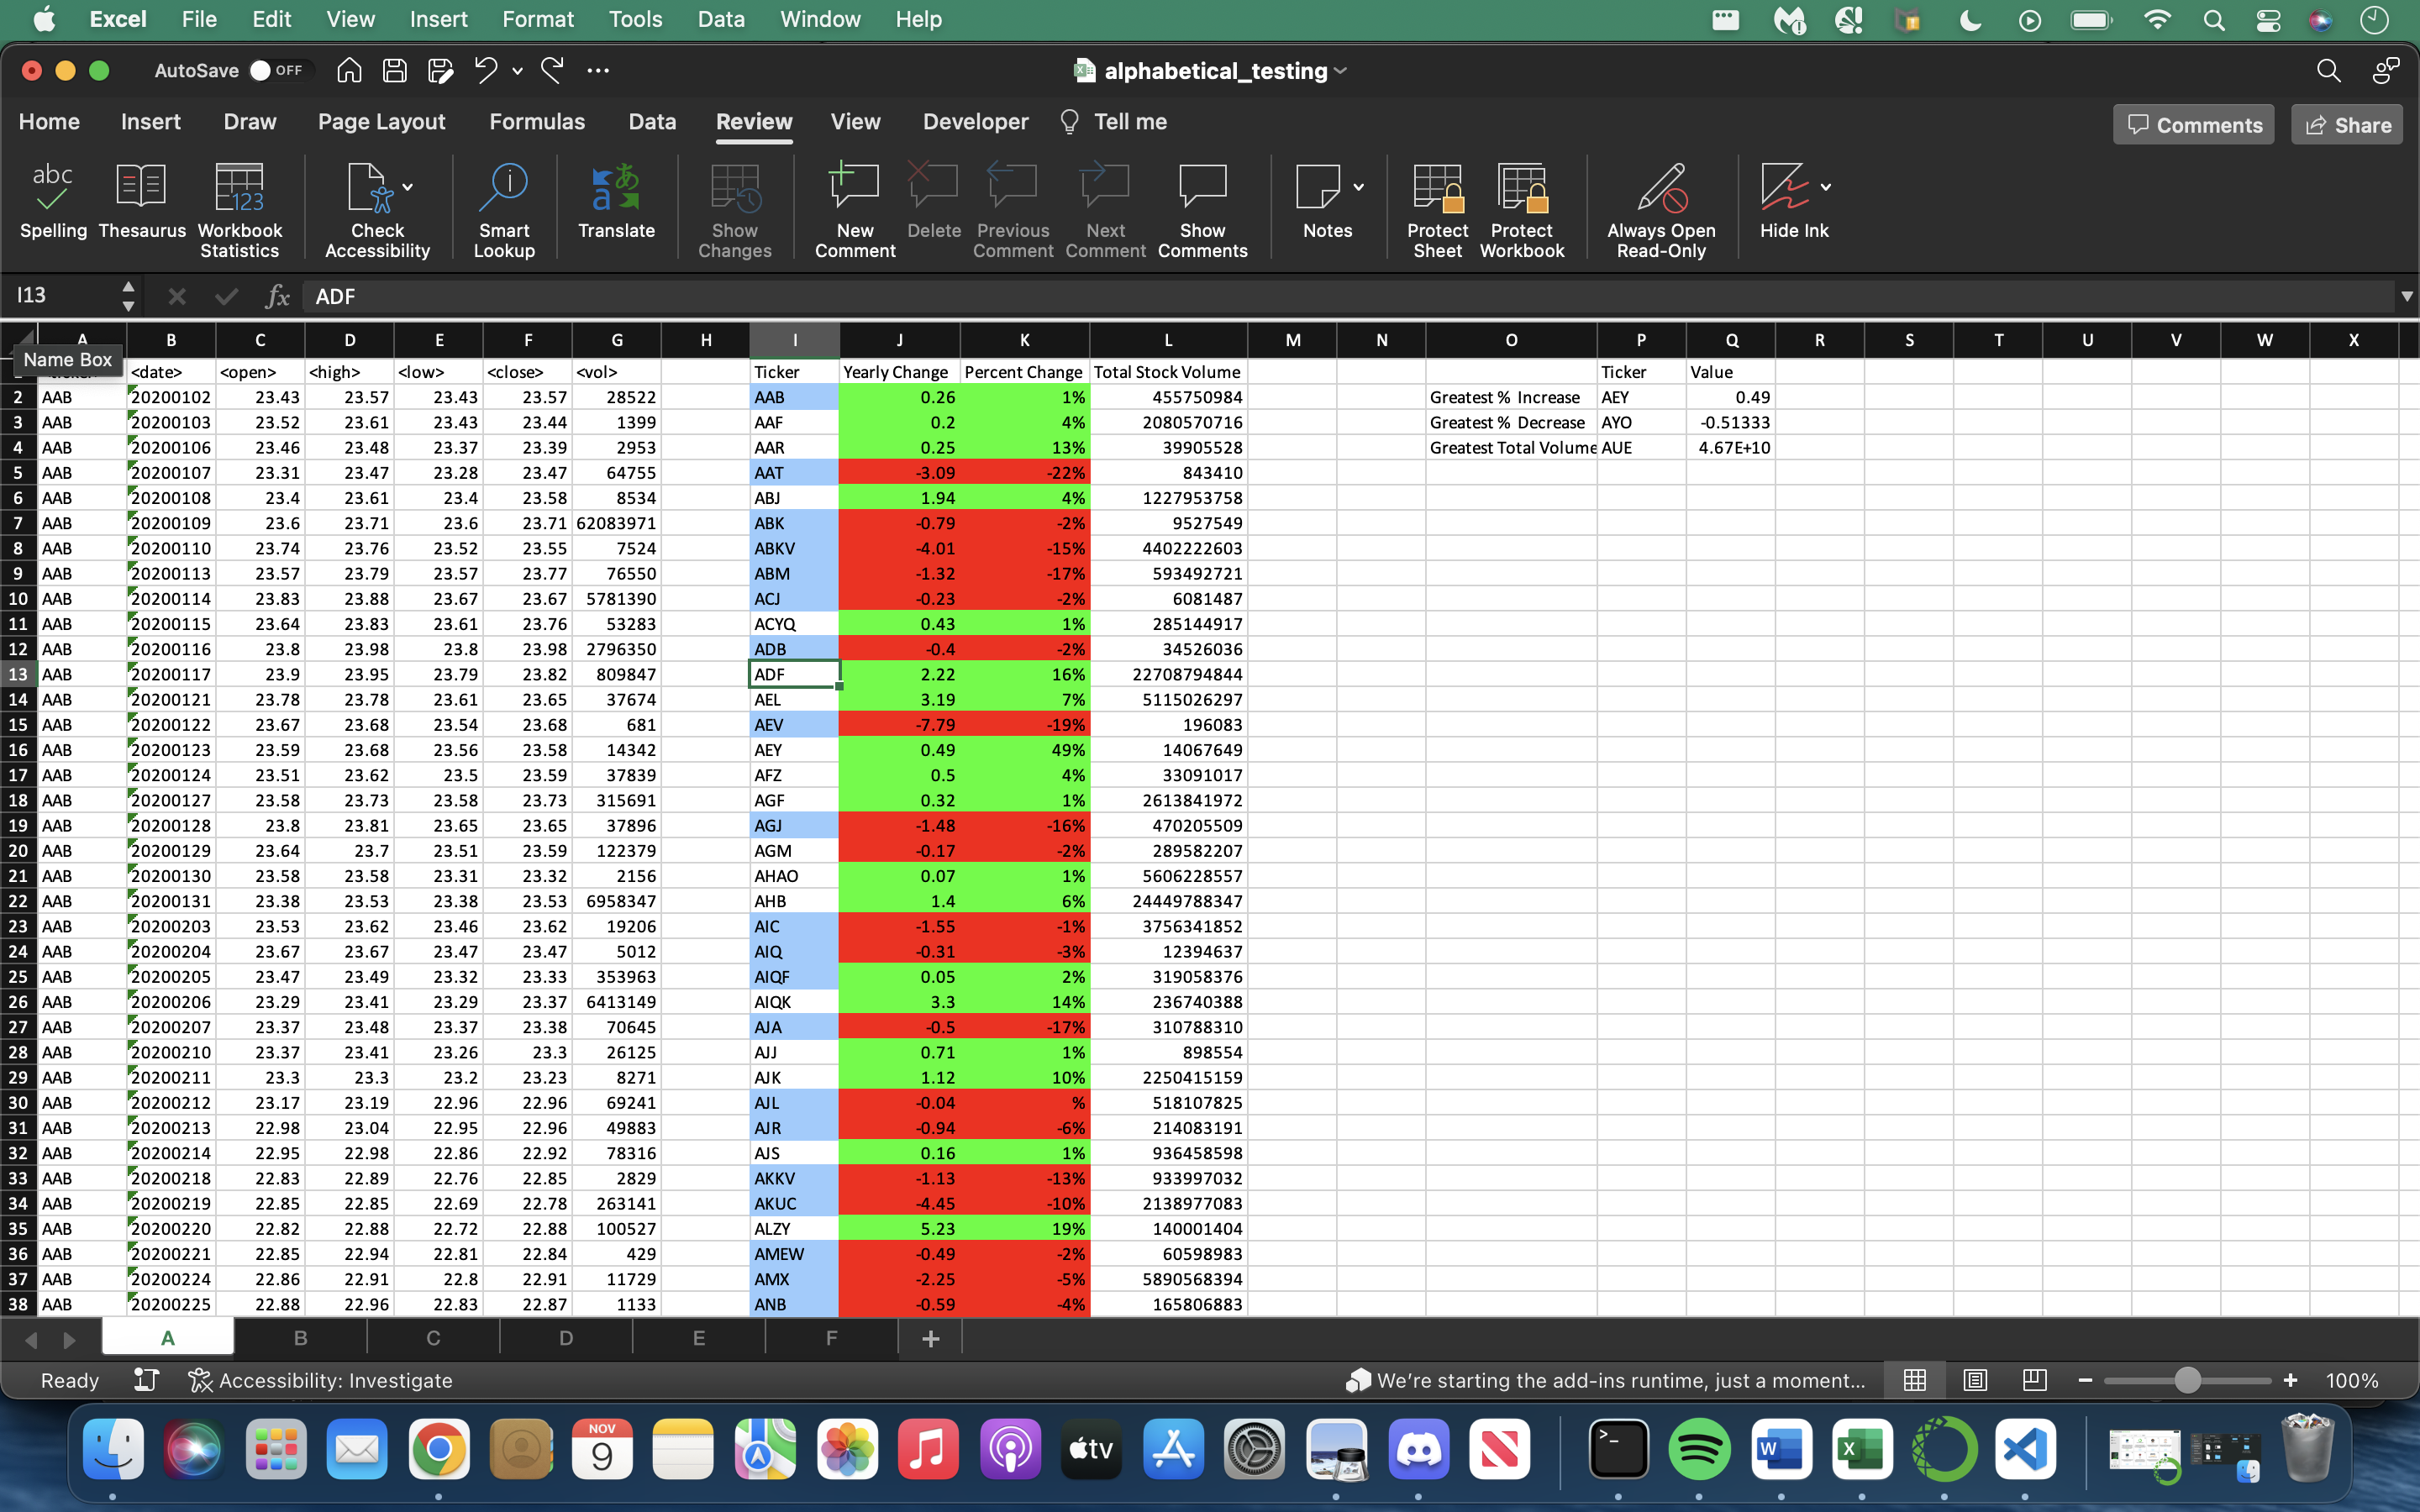 Excel File Edit View Insert Format Tools Data Window Help
AutoSave OFF alphabetical_testing
Home Insert Draw Page Layout Formulas Data Review View Developer Tell me Comments Share
abc 123 a あ
Spelling Thesaurus Workbook Statistics Check Accessibility Smart Lookup Translate Show Changes New Comment Delete Previous Comment Next Comment Show Comments Notes Protect Sheet Protect Workbook Always Open Read-Only Hide Ink
I13 fx ADF
A B C D E F G H I J K L M N O P Q R S T U V W X
Name Box
<date> <open> <high> <low> <close> <vol> Ticker Yearly Change Percent Change Total Stock Volume Ticker Value
2 AAB 20200102 23.43 23.57 23.43 23.57 28522 AAB 0.26 1% 455750984 Greatest % Increase AEY 0.49
3 AAB 20200103 23.52 23.61 23.43 23.44 1399 AAF 0.2 4% 2080570716 Greatest % Decrease AYO -0.51333
4 AAB 20200106 23.46 23.48 23.37 23.39 2953 AAR 0.25 13% 39905528 Greatest Total Volume AUE 4.67E+10
5 AAB 20200107 23.31 23.47 23.28 23.47 64755 AAT -3.09 -22% 843410
6 AAB 20200108 23.4 23.61 23.4 23.58 8534 ABJ 1.94 4% 1227953758
7 AAB 20200109 23.6 23.71 23.6 23.71 62083971 ABK -0.79 -2% 9527549
8 AAB 20200110 23.74 23.76 23.52 23.55 7524 ABKV -4.01 -15% 4402222603
9 AAB 20200113 23.57 23.79 23.57 23.77 76550 ABM -1.32 -17% 593492721
10 AAB 20200114 23.83 23.88 23.67 23.67 5781390 ACJ -0.23 -2% 6081487
11 AAB 20200115 23.64 23.83 23.61 23.76 53283 ACYQ 0.43 1% 285144917
12 AAB 20200116 23.8 23.98 23.8 23.98 2796350 ADB -0.4 -2% 34526036
13 AAB 20200117 23.9 23.95 23.79 23.82 809847 ADF 2.22 16% 22708794844
14 AAB 20200121 23.78 23.78 23.61 23.65 37674 AEL 3.19 7% 5115026297
15 AAB 20200122 23.67 23.68 23.54 23.68 681 AEV -7.79 -19% 196083
16 AAB 20200123 23.59 23.68 23.56 23.58 14342 AEY 0.49 49% 14067649
17 AAB 20200124 23.51 23.62 23.5 23.59 37839 AFZ 0.5 4% 33091017
18 AAB 20200127 23.58 23.73 23.58 23.73 315691 AGF 0.32 1% 2613841972
19 AAB 20200128 23.8 23.81 23.65 23.65 37896 AGJ -1.48 -16% 470205509
20 AAB 20200129 23.64 23.7 23.51 23.59 122379 AGM -0.17 -2% 289582207
21 AAB 20200130 23.58 23.58 23.31 23.32 2156 AHAO 0.07 1% 5606228557
22 AAB 20200131 23.38 23.53 23.38 23.53 6958347 AHB 1.4 6% 24449788347
23 AAB 20200203 23.53 23.62 23.46 23.62 19206 AIC -1.55 -1% 3756341852
24 AAB 20200204 23.67 23.67 23.47 23.47 5012 AIQ -0.31 -3% 12394637
25 AAB 20200205 23.47 23.49 23.32 23.33 353963 AIQF 0.05 2% 319058376
26 AAB 20200206 23.29 23.41 23.29 23.37 6413149 AIQK 3.3 14% 236740388
27 AAB 20200207 23.37 23.48 23.37 23.38 70645 AJA -0.5 -17% 310788310
28 AAB 20200210 23.37 23.41 23.26 23.3 26125 AJJ 0.71 1% 898554
29 AAB 20200211 23.3 23.3 23.2 23.23 8271 AJK 1.12 10% 2250415159
30 AAB 20200212 23.17 23.19 22.96 22.96 69241 AJL -0.04 % 518107825
31 AAB 20200213 22.98 23.04 22.95 22.96 49883 AJR -0.94 -6% 214083191
32 AAB 20200214 22.95 22.98 22.86 22.92 78316 AJS 0.16 1% 936458598
33 AAB 20200218 22.83 22.89 22.76 22.85 2829 AKKV -1.13 -13% 933997032
34 AAB 20200219 22.85 22.85 22.69 22.78 263141 AKUC -4.45 -10% 2138977083
35 AAB 20200220 22.82 22.88 22.72 22.88 100527 ALZY 5.23 19% 140001404
36 AAB 20200221 22.85 22.94 22.81 22.84 429 AMEW -0.49 -2% 60598983
37 AAB 20200224 22.86 22.91 22.8 22.91 11729 AMX -2.25 -5% 5890568394
38 AAB 20200225 22.88 22.96 22.83 22.87 1133 ANB -0.59 -4% 165806883
A B C D E F +
Ready Accessibility: Investigate We're starting the add-ins runtime, just a moment... 100%
NOV 9 tv W X